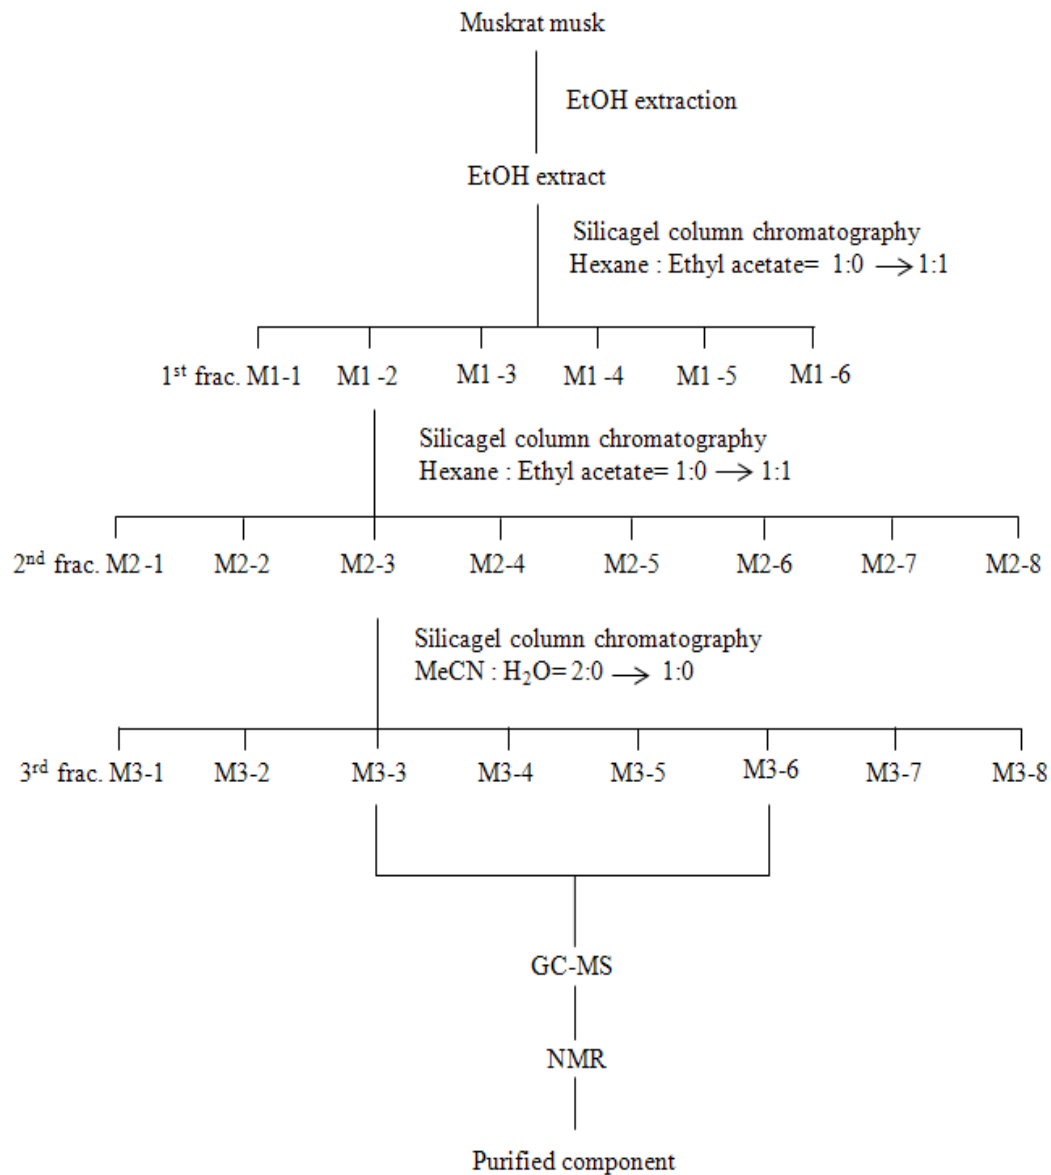 Muskrat musk
EtOH extraction
EtOH extract
Silicagel column chromatography
Hexane : Ethyl acetate= 1:0 → 1:1
1st frac. M1-1 M1 -2 M1 -3 M1 -4 M1 -5 M1 -6
Silicagel column chromatography
Hexane : Ethyl acetate= 1:0 → 1:1
2nd frac. M2 -1 M2-2 M2-3 M2-4 M2-5 M2-6 M2-7 M2-8
Silicagel column chromatography
MeCN : H₂O= 2:0 → 1:0
3rd frac. M3-1 M3-2 M3-3 M3-4 M3-5 M3-6 M3-7 M3-8
GC-MS
NMR
Purified component